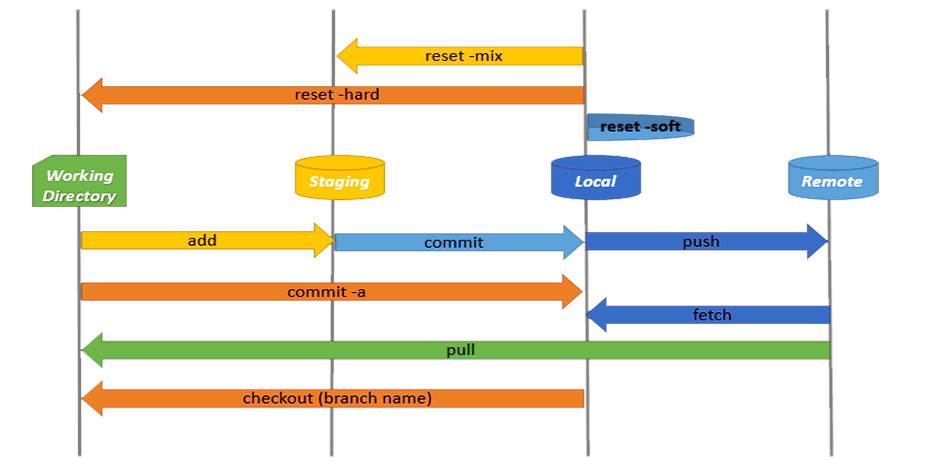 reset -mix
reset -hard
reset -soft
Working
Directory
Staging
Local
Remote
add
commit
push
commit -a
fetch
pull
checkout (branch name)